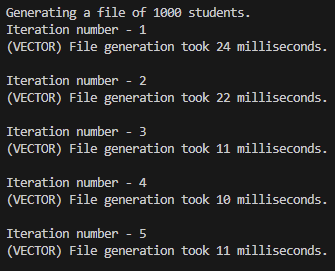 Generating a file of 1000 students.
Iteration number - 1
(VECTOR) File generation took 24 milliseconds.
Iteration number - 2
(VECTOR) File generation took 22 milliseconds.
Iteration number - 3
(VECTOR) File generation took 11 milliseconds.
Iteration number - 4
(VECTOR) File generation took 10 milliseconds.
Iteration number - 5
(VECTOR) File generation took 11 milliseconds.